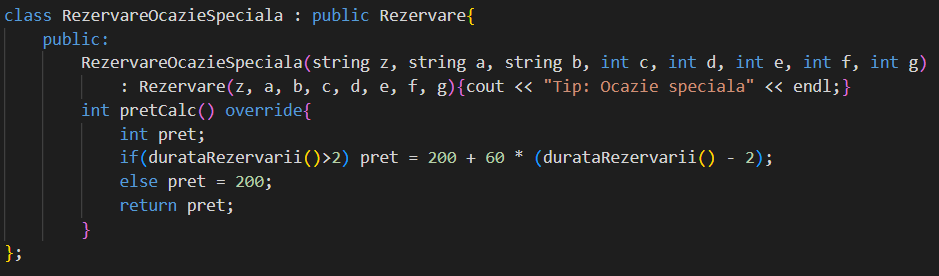 class RezervareOcazieSpeciala : public Rezervare{
    public:
        RezervareOcazieSpeciala(string z, string a, string b, int c, int d, int e, int f, int g)
            : Rezervare(z, a, b, c, d, e, f, g){cout << "Tip: Ocazie speciala" << endl;}
        int pretCalc() override{
            int pret;
            if(durataRezervarii()>2) pret = 200 + 60 * (durataRezervarii() - 2);
            else pret = 200;
            return pret;
        }
};